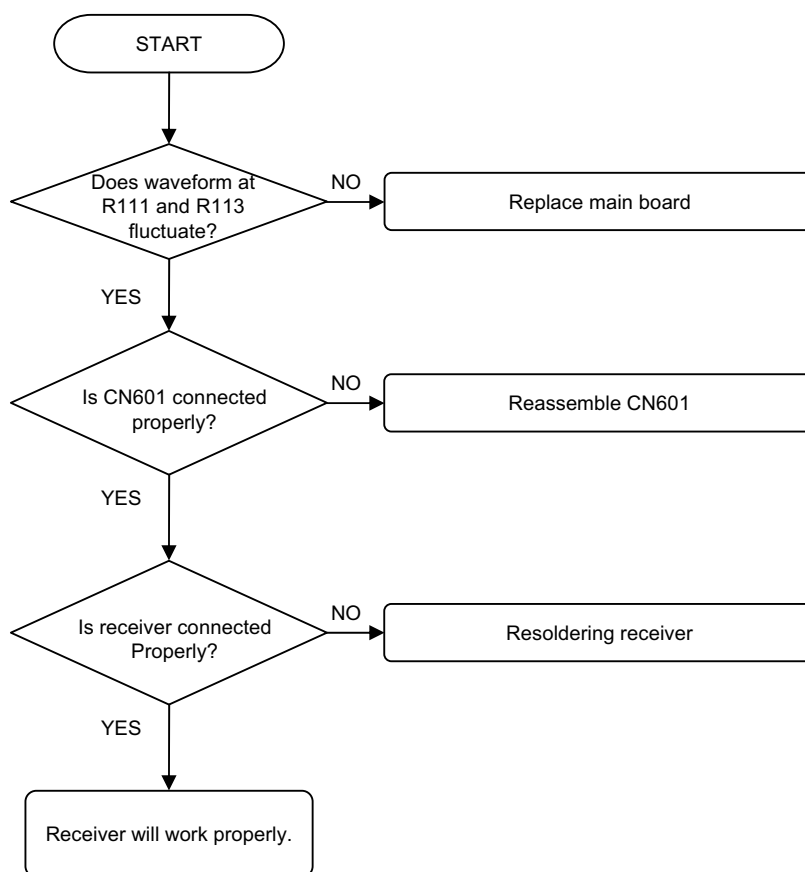 START
Does waveform at
R111 and R113
fluctuate?
NO
Replace main board
YES
Is CN601 connected
properly?
NO
Reassemble CN601
YES
Is receiver connected
Properly?
NO
Resoldering receiver
YES
Receiver will work properly.